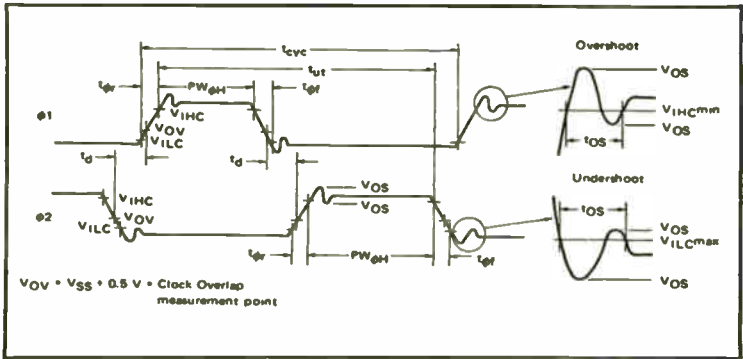 tcyc
Overshoot
tut
tφr
PWφH
tφf
VOS
φ1
VIHC
VIHCmin
VOV
VILC
VOS
tOS
td
td
Undershoot
VIHC
VOS
tOS
φ2
VOV
VOS
VOS
VILC
VILCmax
tφr
PWφH
tφf
VOS
VOV = VSS + 0.5 V = Clock Overlap
measurement point